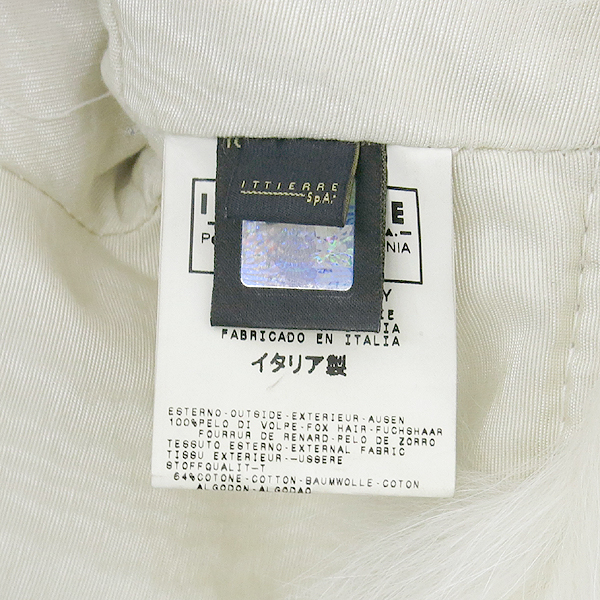 ITTIERRE
S.p.A.
FABRICADO EN ITALIA
イタリア製
ESTERNO-OUTSIDE-EXTERIEUR-AUSEN
100%PELO DI VOLPE-FOX HAIR-FUCHSHAAR
FOURRUR DE RENARD-PELO DE ZORRO
TESSUTO ESTERNO-EXTERNAL FABRIC
TISSU EXTERIEUR-—USSERE
STOFFQUALIT-T
64%COTONE-COTTON-BAUMWOLLE-COTON
ALGODON-ALGODAO